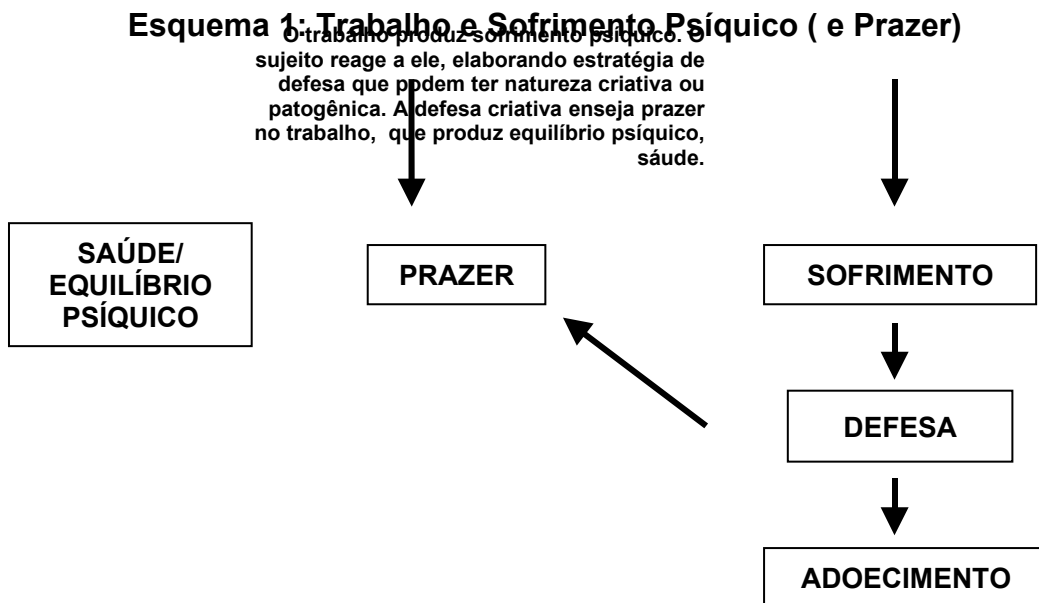 Esquema 1: Trabalho e Sofrimento Psíquico ( e Prazer)
O trabalho produz sofrimento psíquico. O
sujeito reage a ele, elaborando estratégia de
defesa que podem ter natureza criativa ou
patogênica. A defesa criativa enseja prazer
no trabalho, que produz equilíbrio psíquico,
sáude.
SAÚDE/
EQUILÍBRIO
PSÍQUICO
PRAZER
SOFRIMENTO
DEFESA
ADOECIMENTO